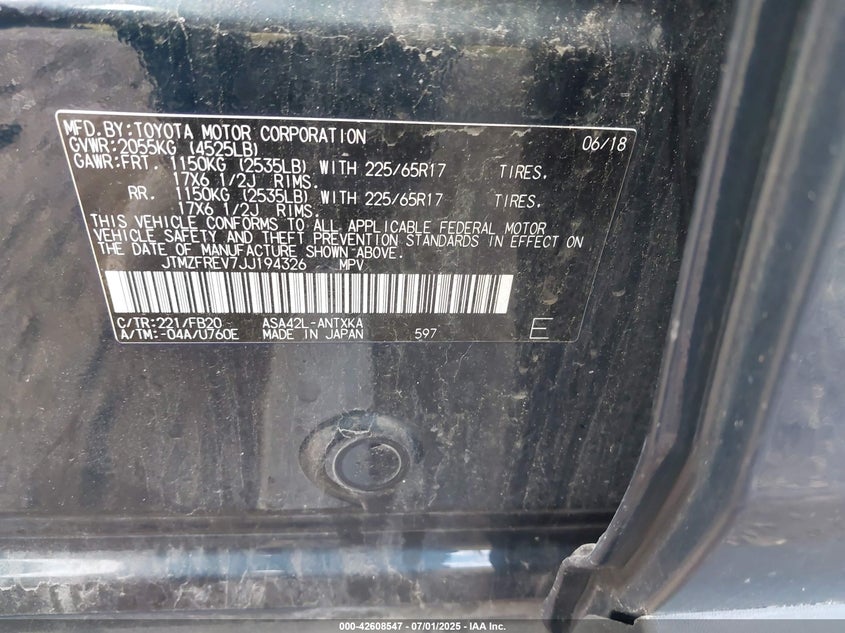 MFD.BY:TOYOTA MOTOR CORPORATION 06/18
GVWR:2055KG (4525LB)
GAWR:FRT. 1150KG (2535LB) WITH 225/65R17 TIRES.
17X6 1/2J RIMS.
RR. 1150KG (2535LB) WITH 225/65R17 TIRES.
17X6 1/2J RIMS.
THIS VEHICLE CONFORMS TO ALL APPLICABLE FEDERAL MOTOR
VEHICLE SAFETY AND THEFT PREVENTION STANDARDS IN EFFECT ON
THE DATE OF MANUFACTURE SHOWN ABOVE.
JTMZFREV7JJ194326 MPV
C/TR:221/FB20 ASA42L-ANTXKA
A/TM:-04A/U760E MADE IN JAPAN 597 E
000-42608547 - 07/01/2025 - IAA Inc.